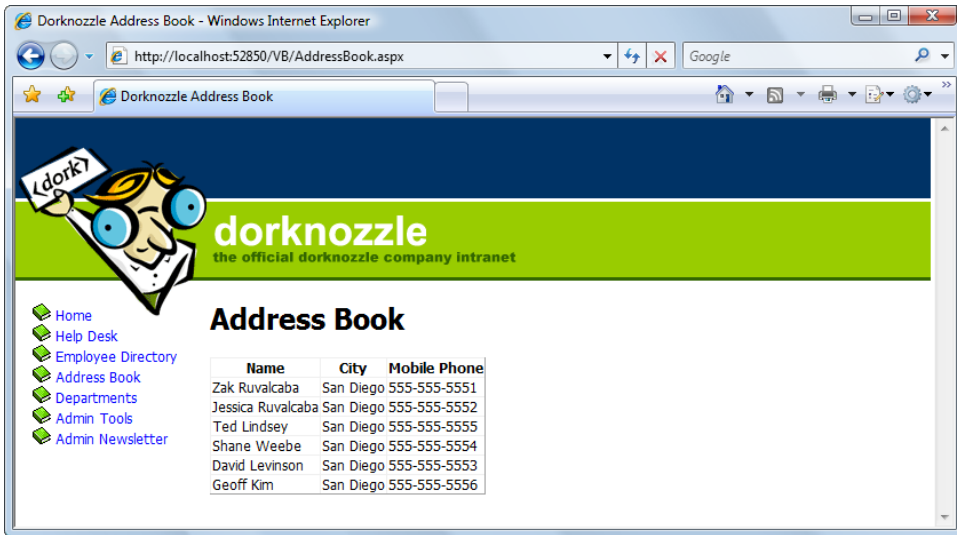 Dorknozzle Address Book - Windows Internet Explorer
http://localhost:52850/VB/AddressBook.aspx
Google
Dorknozzle Address Book
<dork>
dorknozzle
the official dorknozzle company intranet
Home
Help Desk
Employee Directory
Address Book
Departments
Admin Tools
Admin Newsletter
Address Book
Name City Mobile Phone
Zak Ruvalcaba San Diego 555-555-5551
Jessica Ruvalcaba San Diego 555-555-5552
Ted Lindsey San Diego 555-555-5555
Shane Weebe San Diego 555-555-5554
David Levinson San Diego 555-555-5553
Geoff Kim San Diego 555-555-5556